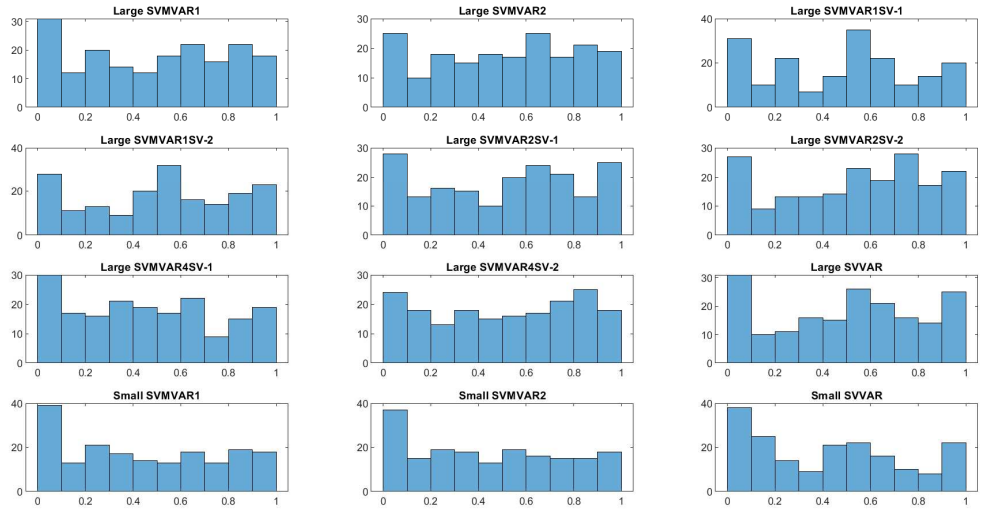 Large SVMVAR1
30
20
10
0
0 0.2 0.4 0.6 0.8 1
Large SVMVAR2
30
20
10
0
0 0.2 0.4 0.6 0.8 1
Large SVMVAR1SV-1
40
20
0
0 0.2 0.4 0.6 0.8 1
Large SVMVAR1SV-2
40
20
0
0 0.2 0.4 0.6 0.8 1
Large SVMVAR2SV-1
30
20
10
0
0 0.2 0.4 0.6 0.8 1
Large SVMVAR2SV-2
30
20
10
0
0 0.2 0.4 0.6 0.8 1
Large SVMVAR4SV-1
30
20
10
0
0 0.2 0.4 0.6 0.8 1
Large SVMVAR4SV-2
30
20
10
0
0 0.2 0.4 0.6 0.8 1
Large SVVAR
30
20
10
0
0 0.2 0.4 0.6 0.8 1
Small SVMVAR1
40
20
0
0 0.2 0.4 0.6 0.8 1
Small SVMVAR2
40
20
0
0 0.2 0.4 0.6 0.8 1
Small SVVAR
40
20
0
0 0.2 0.4 0.6 0.8 1